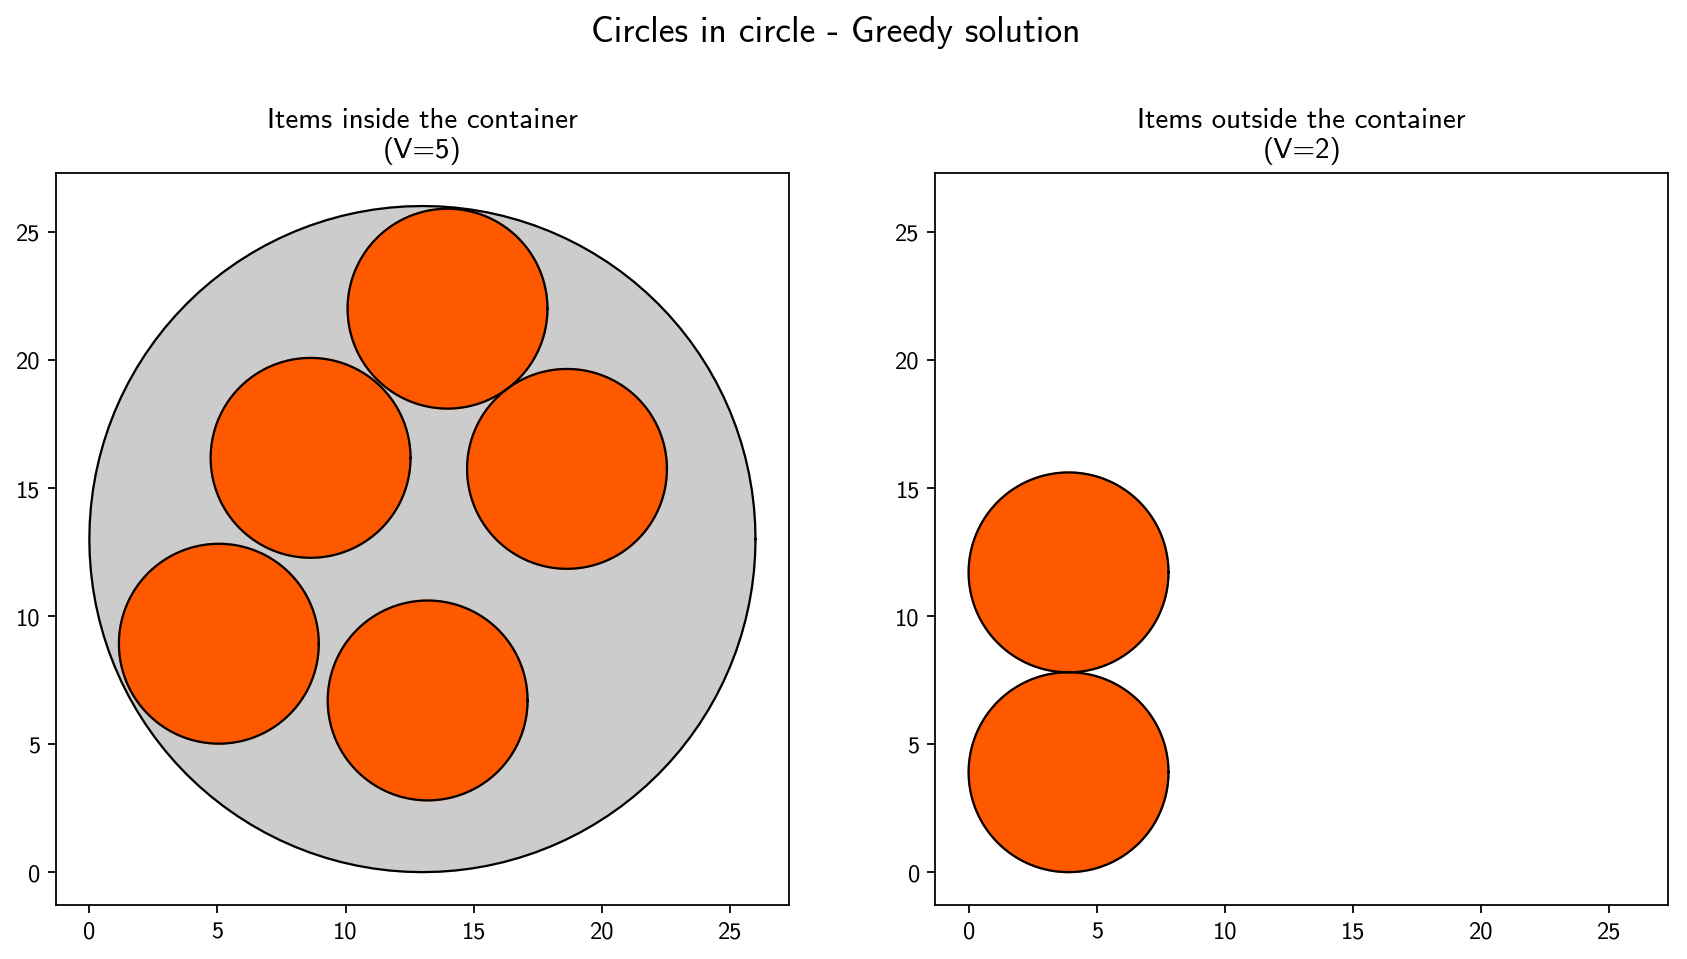 Circles in circle - Greedy solution
Items inside the container
(V=5)
25
20
15
10
5
0
0 5 10 15 20 25
Items outside the container
(V=2)
25
20
15
10
5
0
0 5 10 15 20 25